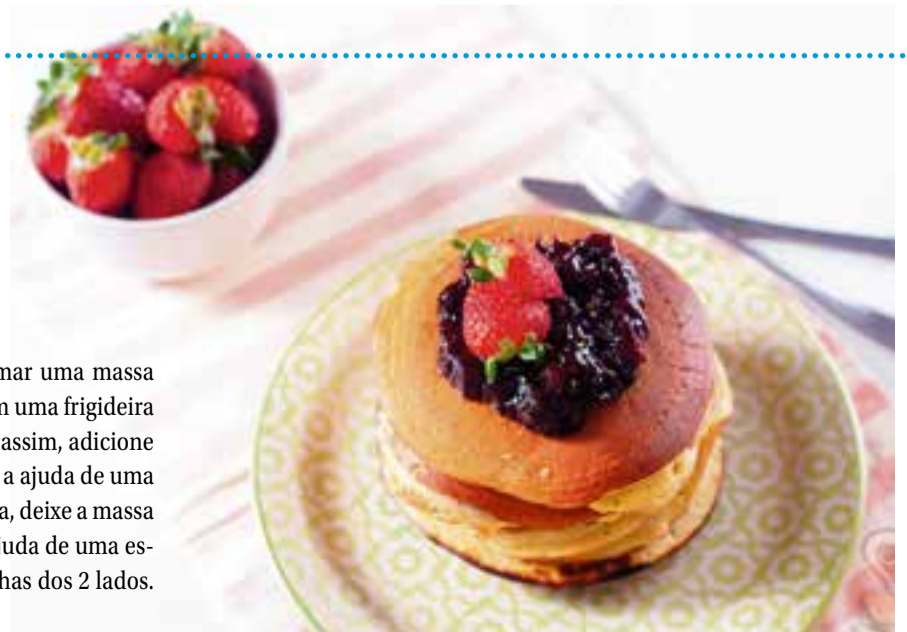 mar uma massa
uma frigideira
assim, adicione
a ajuda de uma
a, deixe a massa
juda de uma es-
has dos 2 lados.